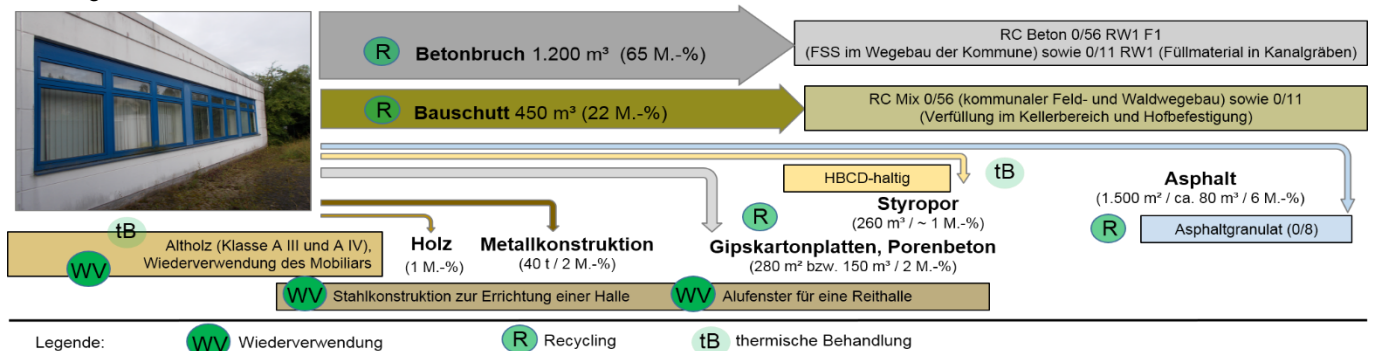 R
Betonbruch 1.200 m³ (65 M.-%)
RC Beton 0/56 RW1 F1
(FSS im Wegebau der Kommune) sowie 0/11 RW1 (Füllmaterial in Kanalgräben)
R
Bauschutt 450 m³ (22 M.-%)
RC Mix 0/56 (kommunaler Feld- und Waldwegebau) sowie 0/11
(Verfüllung im Kellerbereich und Hofbefestigung)
HBCD-haltig
tB
Styropor
(260 m³ / ~ 1 M.-%)
Asphalt
(1.500 m² / ca. 80 m³ / 6 M.-%)
R
Asphaltgranulat (0/8)
tB
Altholz (Klasse A III und A IV),
Wiederverwendung des Mobiliars
WV
Holz
(1 M.-%)
Metallkonstruktion
(40 t / 2 M.-%)
R
Gipskartonplatten, Porenbeton
(280 m² bzw. 150 m³ / 2 M.-%)
WV
Stahlkonstruktion zur Errichtung einer Halle
WV
Alufenster für eine Reithalle
Legende:
WV Wiederverwendung
R Recycling
tB thermische Behandlung